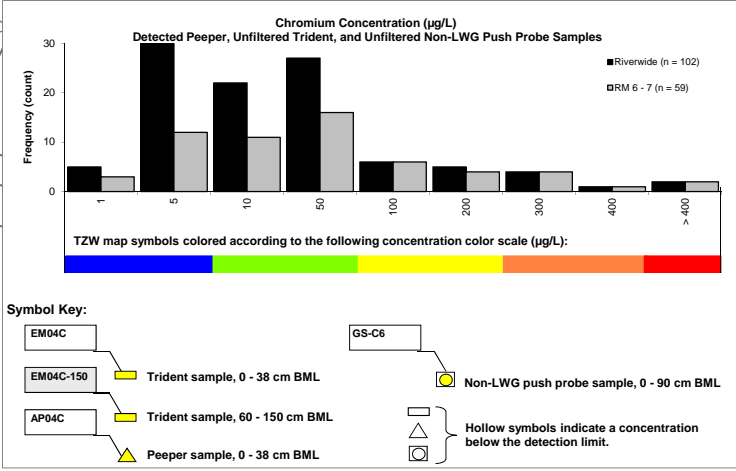 Chromium Concentration (µg/L)
Detected Peeper, Unfiltered Trident, and Unfiltered Non-LWG Push Probe Samples
Frequency (count)
30
20
10
0
Riverwide (n = 102)
RM 6 - 7 (n = 59)
1
5
10
50
100
200
300
400
> 400
TZW map symbols colored according to the following concentration color scale (µg/L):
Symbol Key:
EM04C
Trident sample, 0 - 38 cm BML
EM04C-150
Trident sample, 60 - 150 cm BML
AP04C
Peeper sample, 0 - 38 cm BML
GS-C6
Non-LWG push probe sample, 0 - 90 cm BML
Hollow symbols indicate a concentration
below the detection limit.